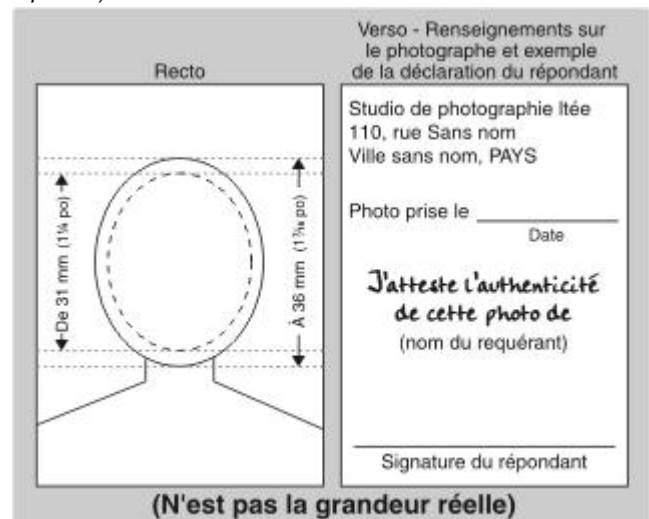 Recto
De 31 mm (1¼ po)
À 36 mm (1⁷⁄₁₆ po)
Verso - Renseignements sur
le photographe et exemple
de la déclaration du répondant
Studio de photographie ltée
110, rue Sans nom
Ville sans nom, PAYS
Photo prise le
Date
J'atteste l'authenticité
de cette photo de
(nom du requérant)
Signature du répondant
(N'est pas la grandeur réelle)